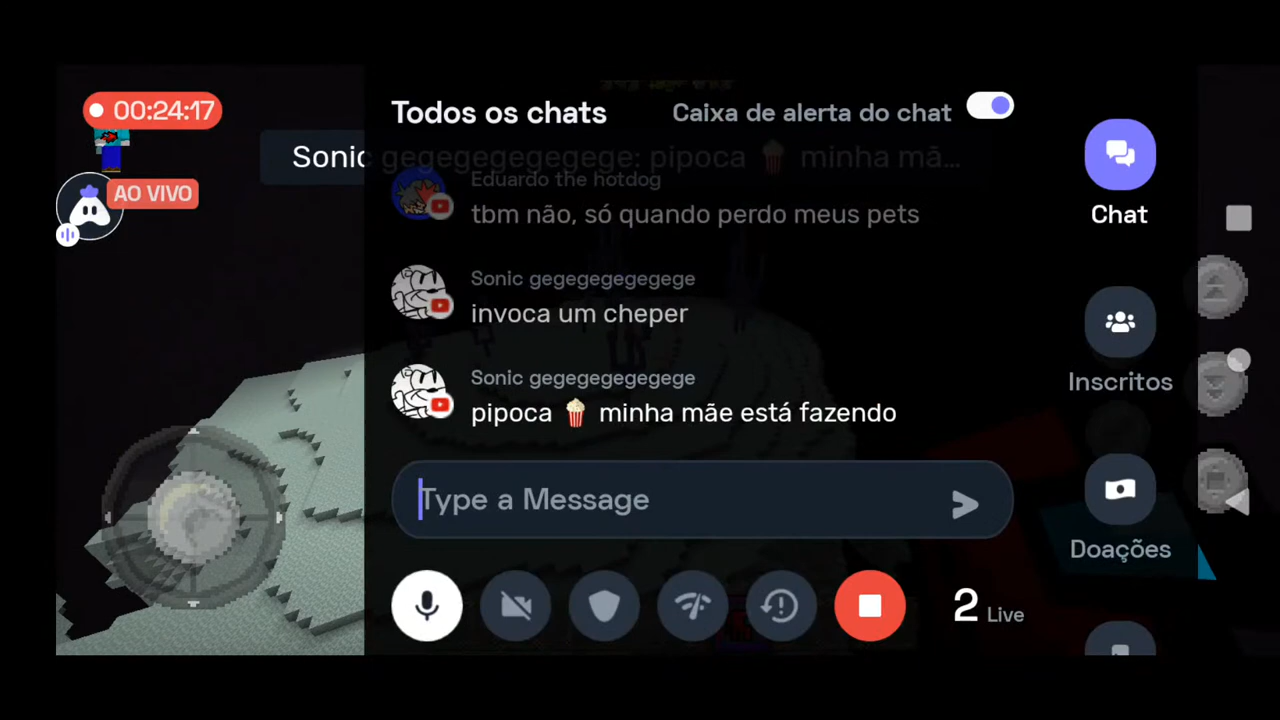 00:24:17
Todos os chats
Caixa de alerta do chat
Sonic gegegegegegege: pipoca 🍿 minha mã...
AO VIVO
Eduardo the hotdog
tbm não, só quando perdo meus pets
Chat
Sonic gegegegegegege
invoca um cheper
Sonic gegegegegegege
pipoca 🍿 minha mãe está fazendo
Inscritos
Type a Message
Doações
2 Live